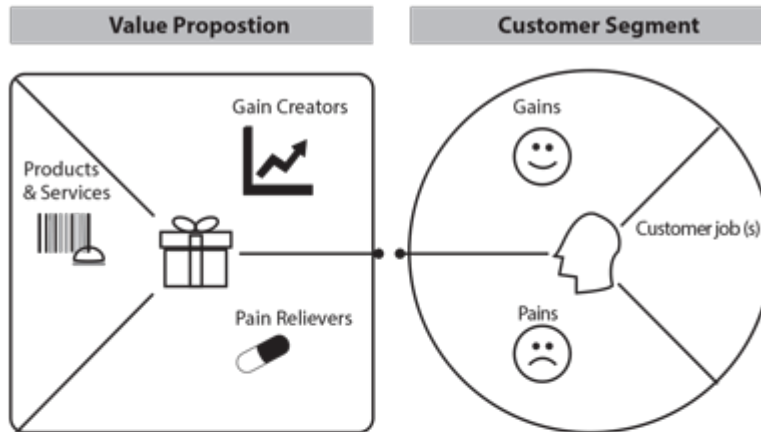 Value Propostion
Customer Segment
Gain Creators
Products
& Services
Pain Relievers
Gains
Customer job (s)
Pains